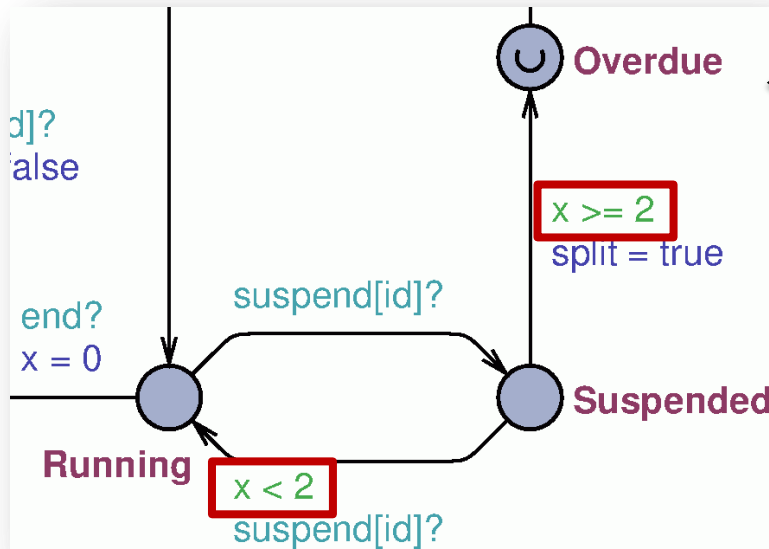 Overdue
d]?
false
x >= 2
split = true
suspend[id]?
end?
x = 0
Suspended
Running
x < 2
suspend[id]?